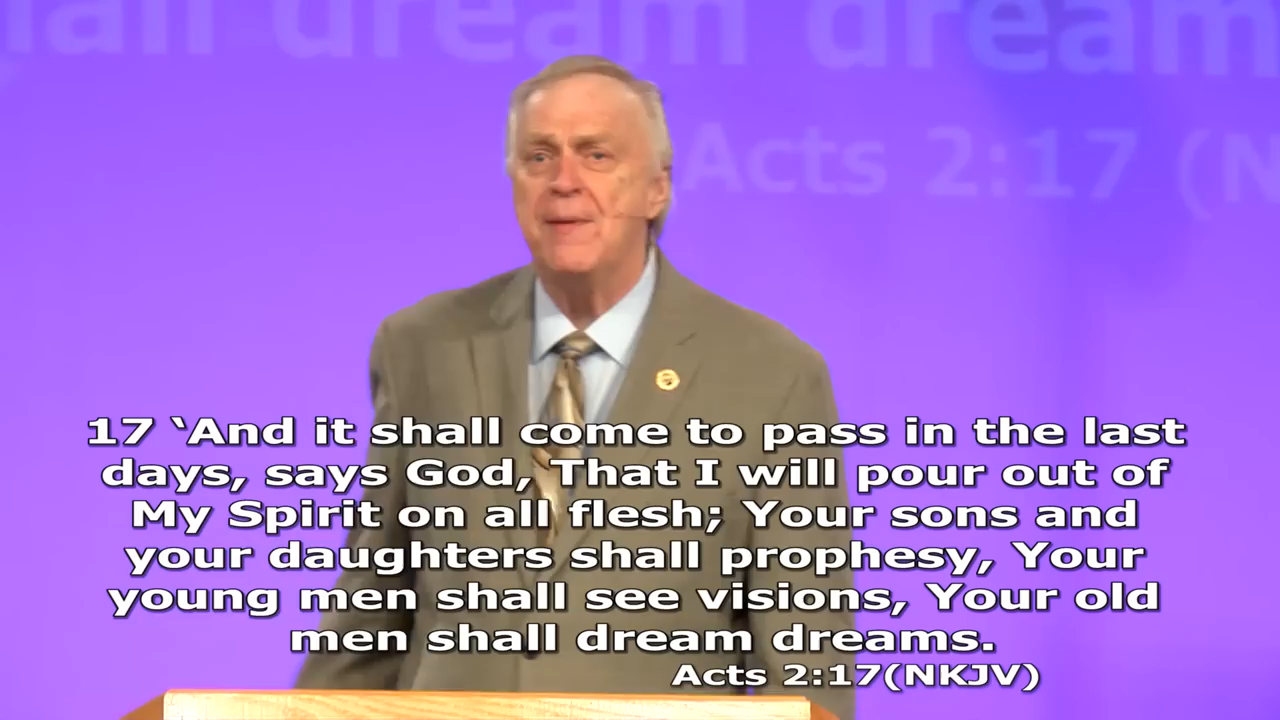 all dream dream
Acts 2:17 (N
17 ‘And it shall come to pass in the last
days, says God, That I will pour out of
My Spirit on all flesh; Your sons and
your daughters shall prophesy, Your
young men shall see visions, Your old
men shall dream dreams.
Acts 2:17(NKJV)